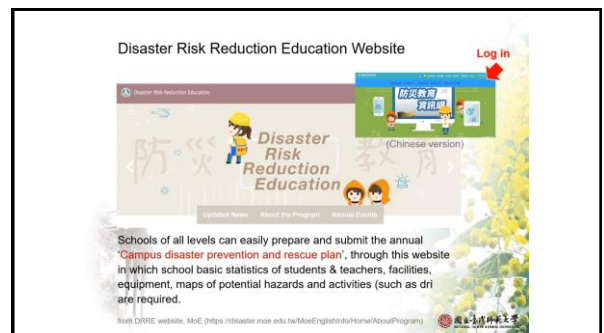 Disaster Risk Reduction Education Website
Log in
Disaster Risk Reduction Education
防災教育
資訊網
(Chinese version)
防災教育
Disaster
Risk
Reduction
Education
Updated News About the Program Annual Events
Schools of all levels can easily prepare and submit the annual
'Campus disaster prevention and rescue plan', through this website
in which school basic statistics of students & teachers, facilities,
equipment, maps of potential hazards and activities (such as dri
are required.
from DRRE website, MoE (https://disaster.moe.edu.tw/MoeEnglishInfo/Home/AboutProgram)
國立臺灣師範大學